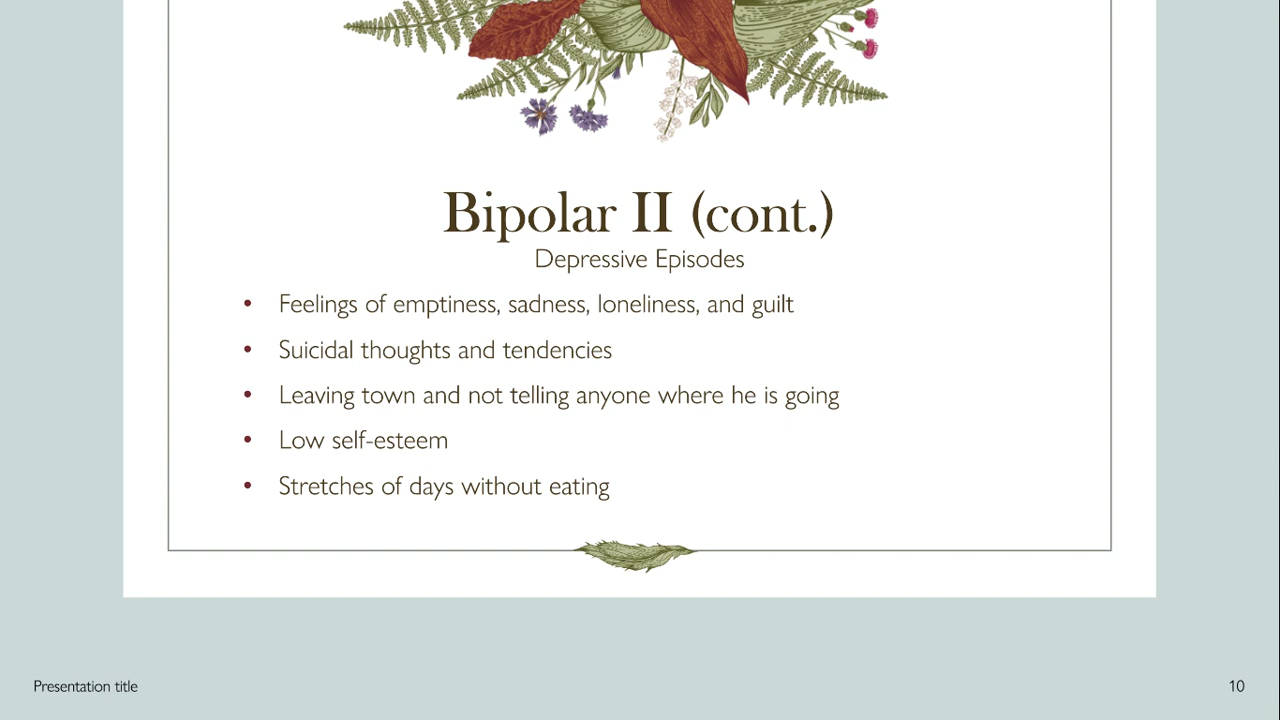 Bipolar II (cont.)
Depressive Episodes
• Feelings of emptiness, sadness, loneliness, and guilt
• Suicidal thoughts and tendencies
• Leaving town and not telling anyone where he is going
• Low self-esteem
• Stretches of days without eating
Presentation title
10